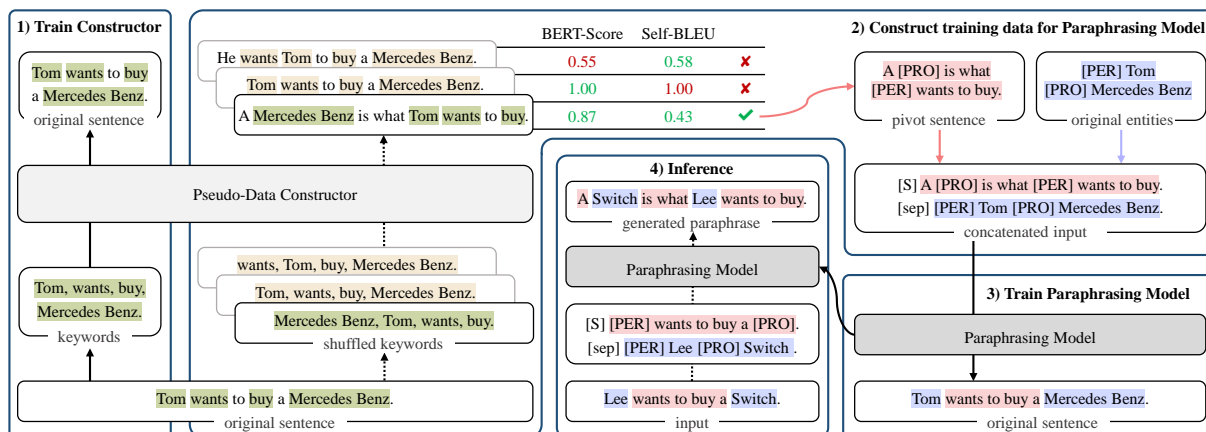 1) Train Constructor
Tom wants to buy
a Mercedes Benz.
original sentence
Tom, wants, buy,
Mercedes Benz.
keywords
Pseudo-Data Constructor
He wants Tom to buy a Mercedes Benz.
Tom wants to buy a Mercedes Benz.
A Mercedes Benz is what Tom wants to buy.
BERT-Score Self-BLEU
0.55 0.58 ✘
1.00 1.00 ✘
0.87 0.43 ✔
wants, Tom, buy, Mercedes Benz.
Tom, wants, buy, Mercedes Benz.
Mercedes Benz, Tom, wants, buy.
shuffled keywords
Tom wants to buy a Mercedes Benz.
original sentence
2) Construct training data for Paraphrasing Model
A [PRO] is what
[PER] wants to buy.
pivot sentence
[PER] Tom
[PRO] Mercedes Benz
original entities
[S] A [PRO] is what [PER] wants to buy.
[sep] [PER] Tom [PRO] Mercedes Benz.
concatenated input
3) Train Paraphrasing Model
Paraphrasing Model
Tom wants to buy a Mercedes Benz.
original sentence
4) Inference
A Switch is what Lee wants to buy.
generated paraphrase
Paraphrasing Model
[S] [PER] wants to buy a [PRO].
[sep] [PER] Lee [PRO] Switch .
Lee wants to buy a Switch.
input